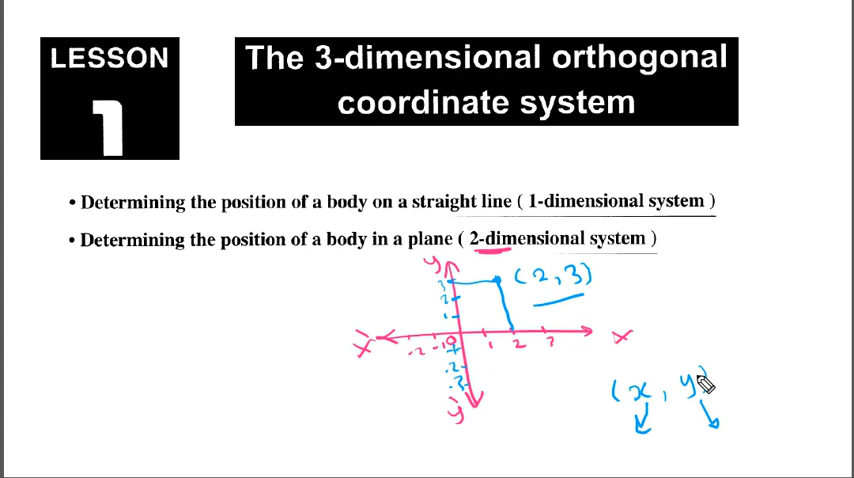 LESSON
1
The 3-dimensional orthogonal
coordinate system
• Determining the position of a body on a straight line ( 1-dimensional system )
• Determining the position of a body in a plane ( 2-dimensional system )
y
3
2
1
(2,3)
x̀
-2 -1 0 1 2 3
x
-1
-2
-3
ỳ
(x, y)